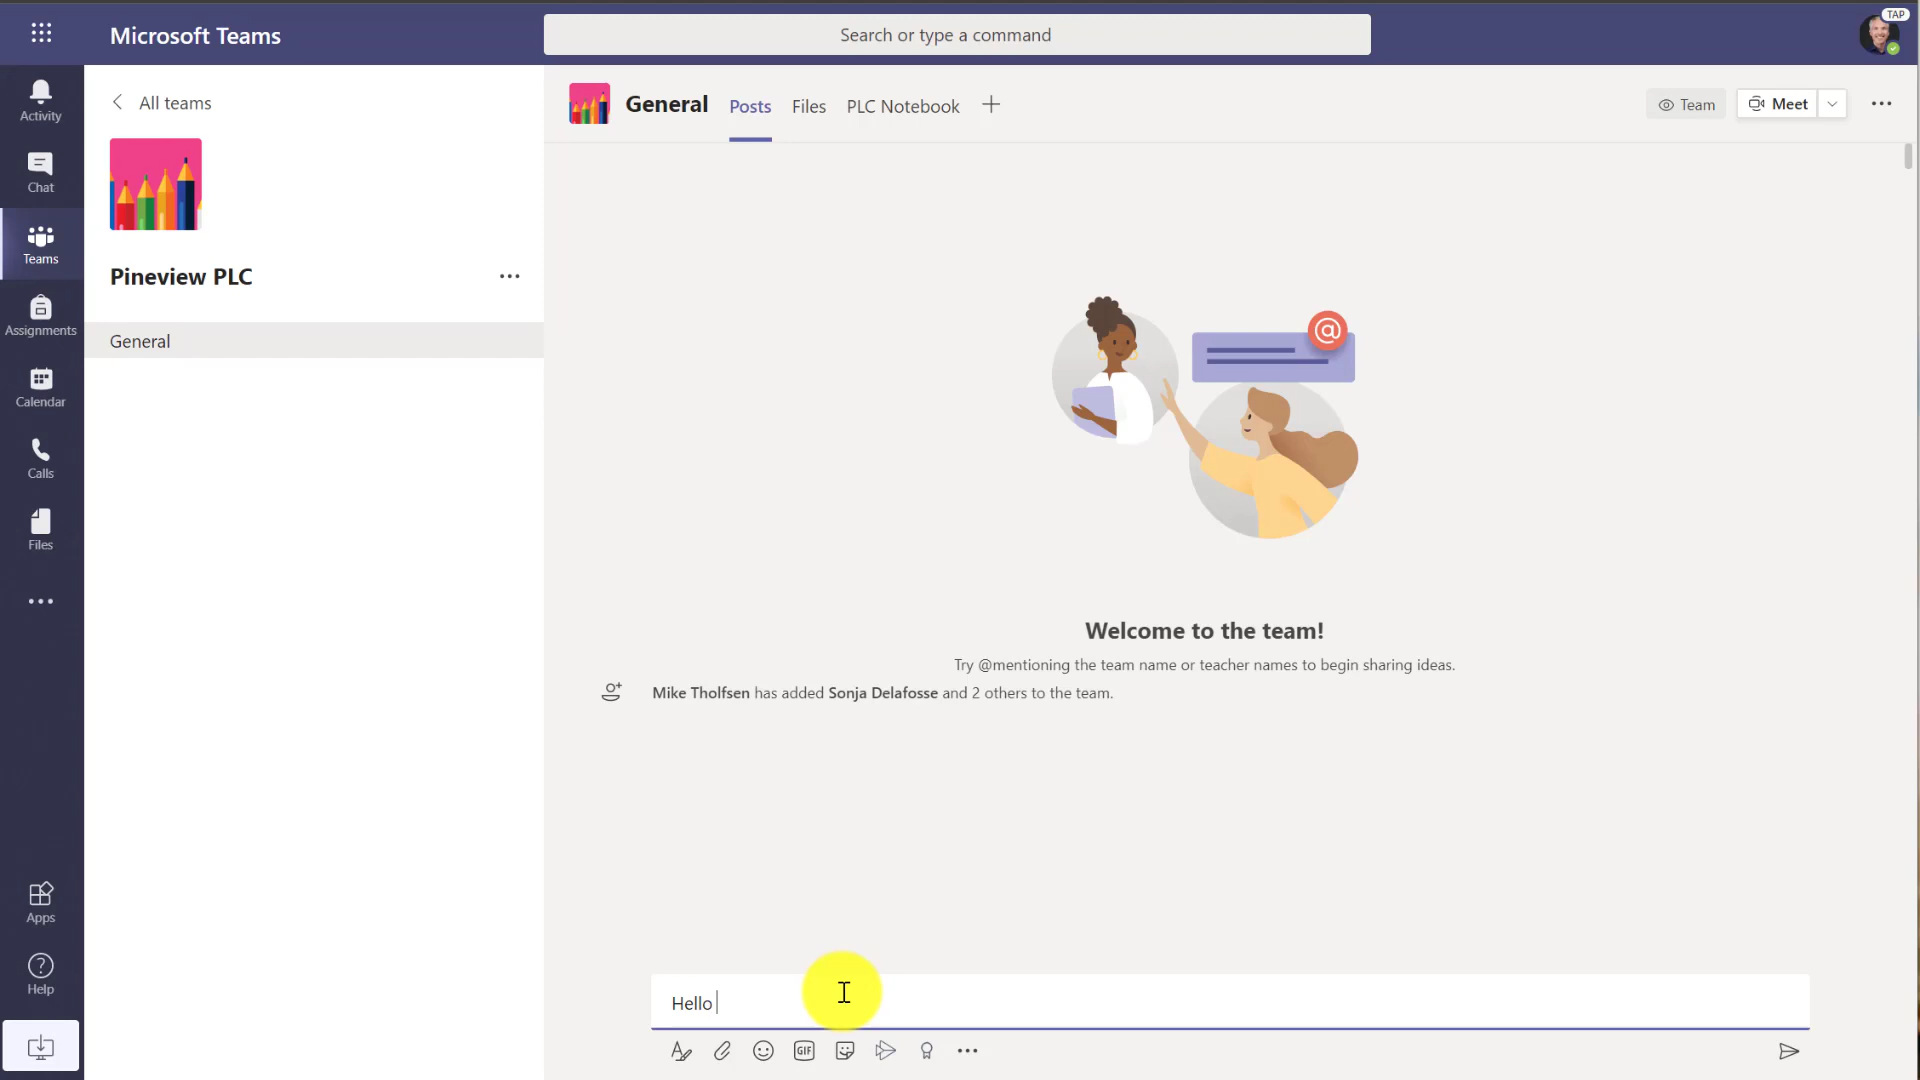 Microsoft Teams
Search or type a command
TAP
Activity
Chat
Teams
Assignments
Calendar
Calls
Files
Apps
Help
All teams
Pineview PLC
General
General
Posts
Files
PLC Notebook
Team
Meet
@
Welcome to the team!
Try @mentioning the team name or teacher names to begin sharing ideas.
Mike Tholfsen has added Sonja Delafosse and 2 others to the team.
Hello
GIF